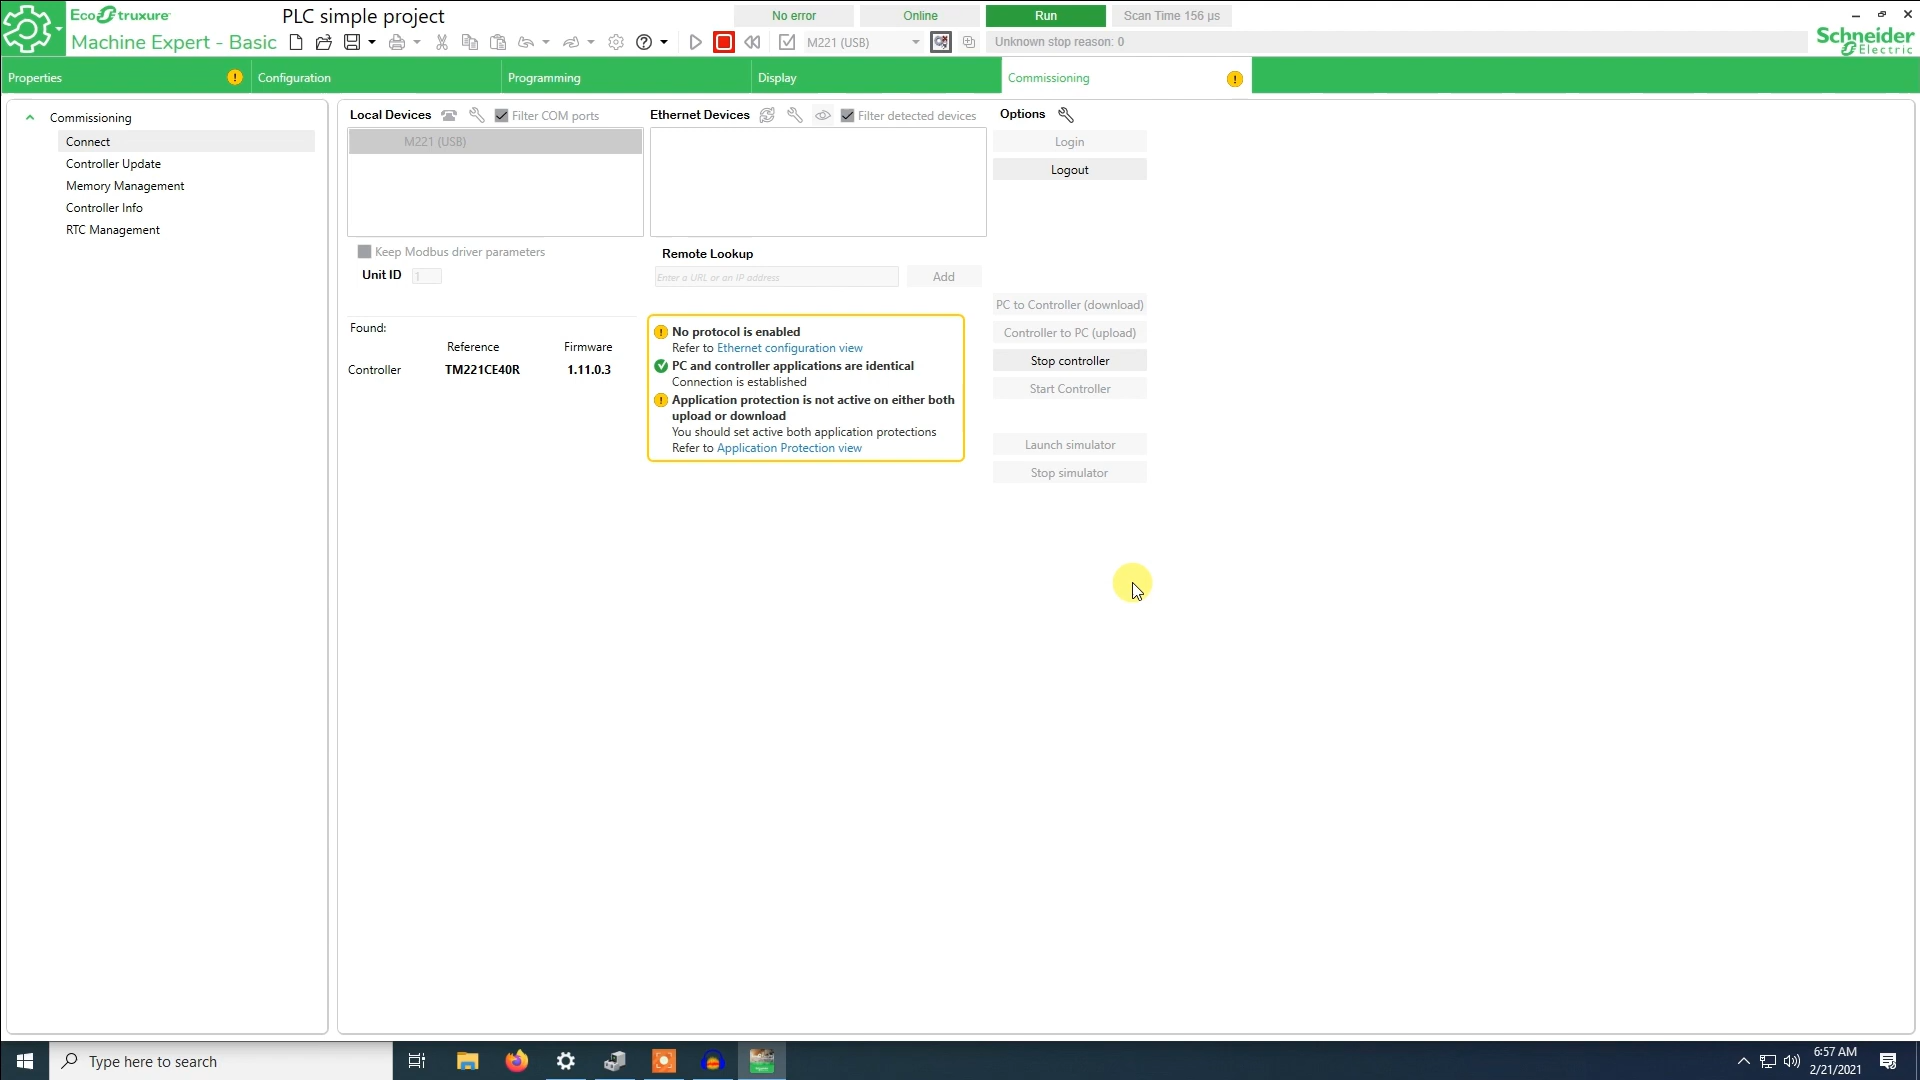 EcoStruxure
Machine Expert - Basic
PLC simple project
No error
Online
Run
Scan Time 156 µs
M221 (USB)
Unknown stop reason: 0
Schneider
Electric
Properties
Configuration
Programming
Display
Commissioning
Commissioning
Connect
Controller Update
Memory Management
Controller Info
RTC Management
Local Devices
Filter COM ports
M221 (USB)
Keep Modbus driver parameters
Unit ID
1
Found:
Reference
Firmware
Controller
TM221CE40R
1.11.0.3
Ethernet Devices
Filter detected devices
Remote Lookup
Enter a URL or an IP address
Add
No protocol is enabled
Refer to Ethernet configuration view
PC and controller applications are identical
Connection is established
Application protection is not active on either both
upload or download
You should set active both application protections
Refer to Application Protection view
Options
Login
Logout
PC to Controller (download)
Controller to PC (upload)
Stop controller
Start Controller
Launch simulator
Stop simulator
Type here to search
6:57 AM
2/21/2021